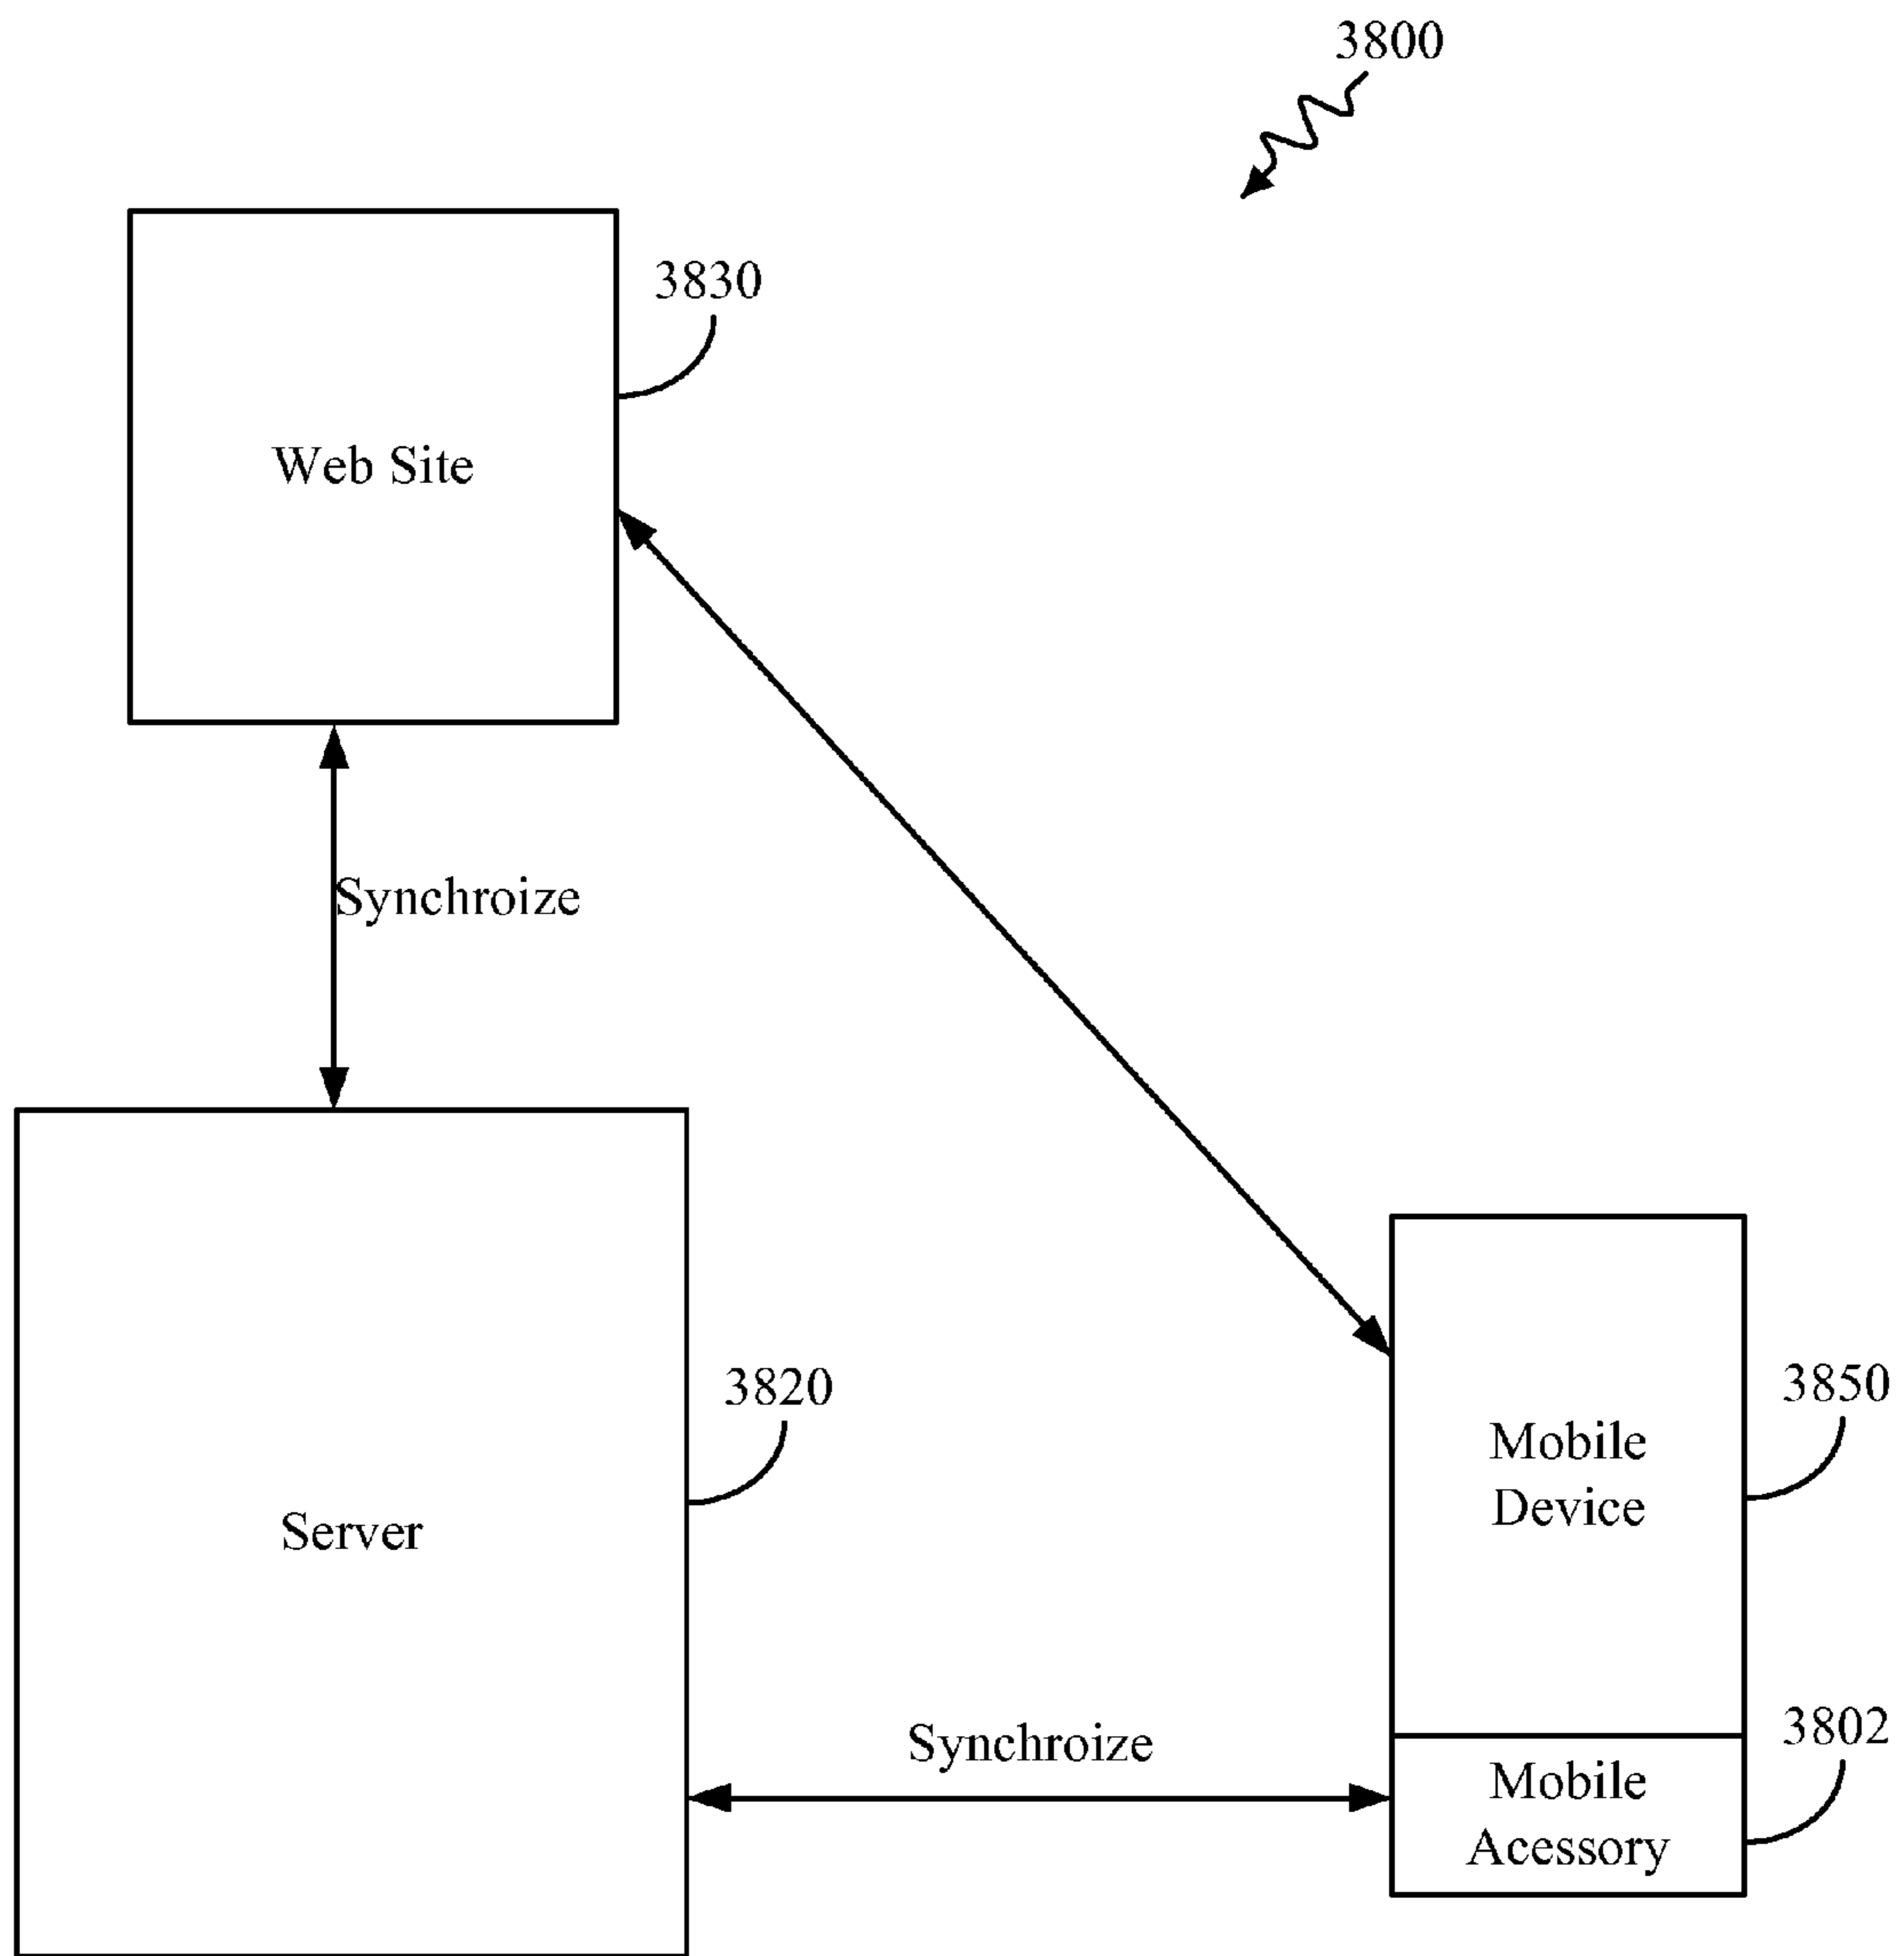 3800
3830
Web Site
Synchroize
3820
3850
Mobile
Device
Server
3802
Synchroize
Mobile
Acessory